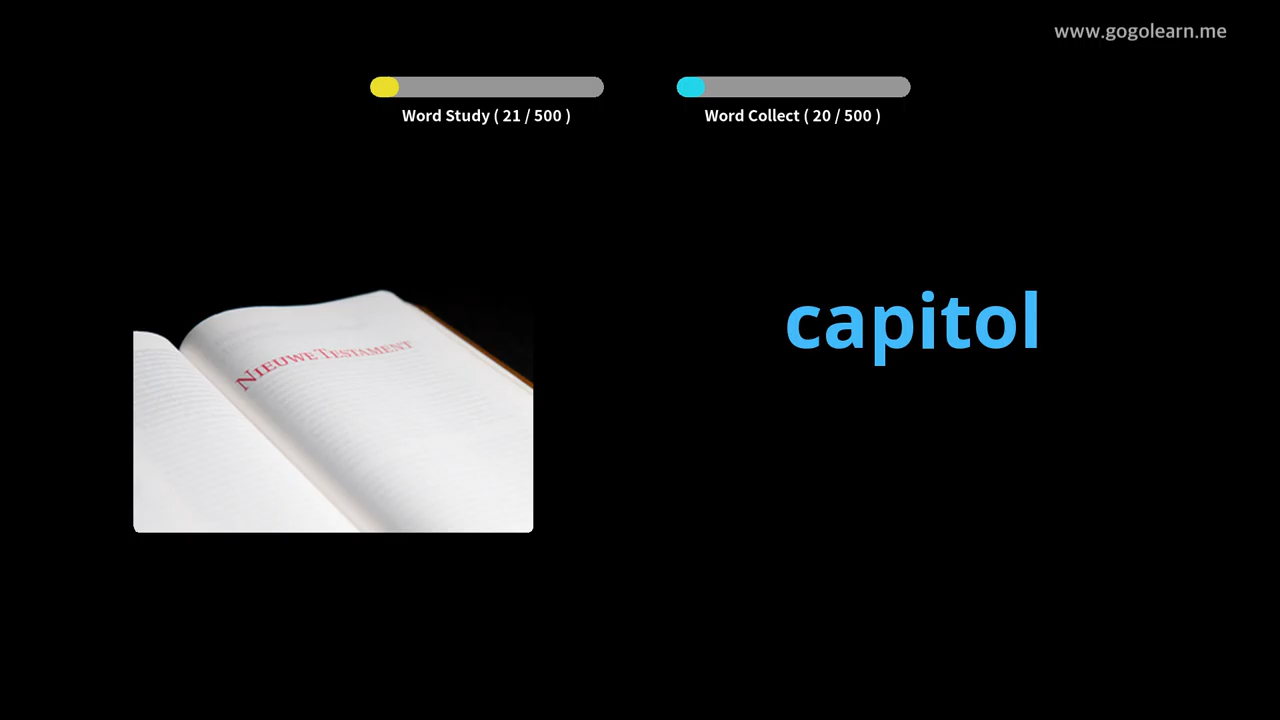 www.gogolearn.me
Word Study ( 21 / 500 )
Word Collect ( 20 / 500 )
capitol
NIEUWE TESTAMENT